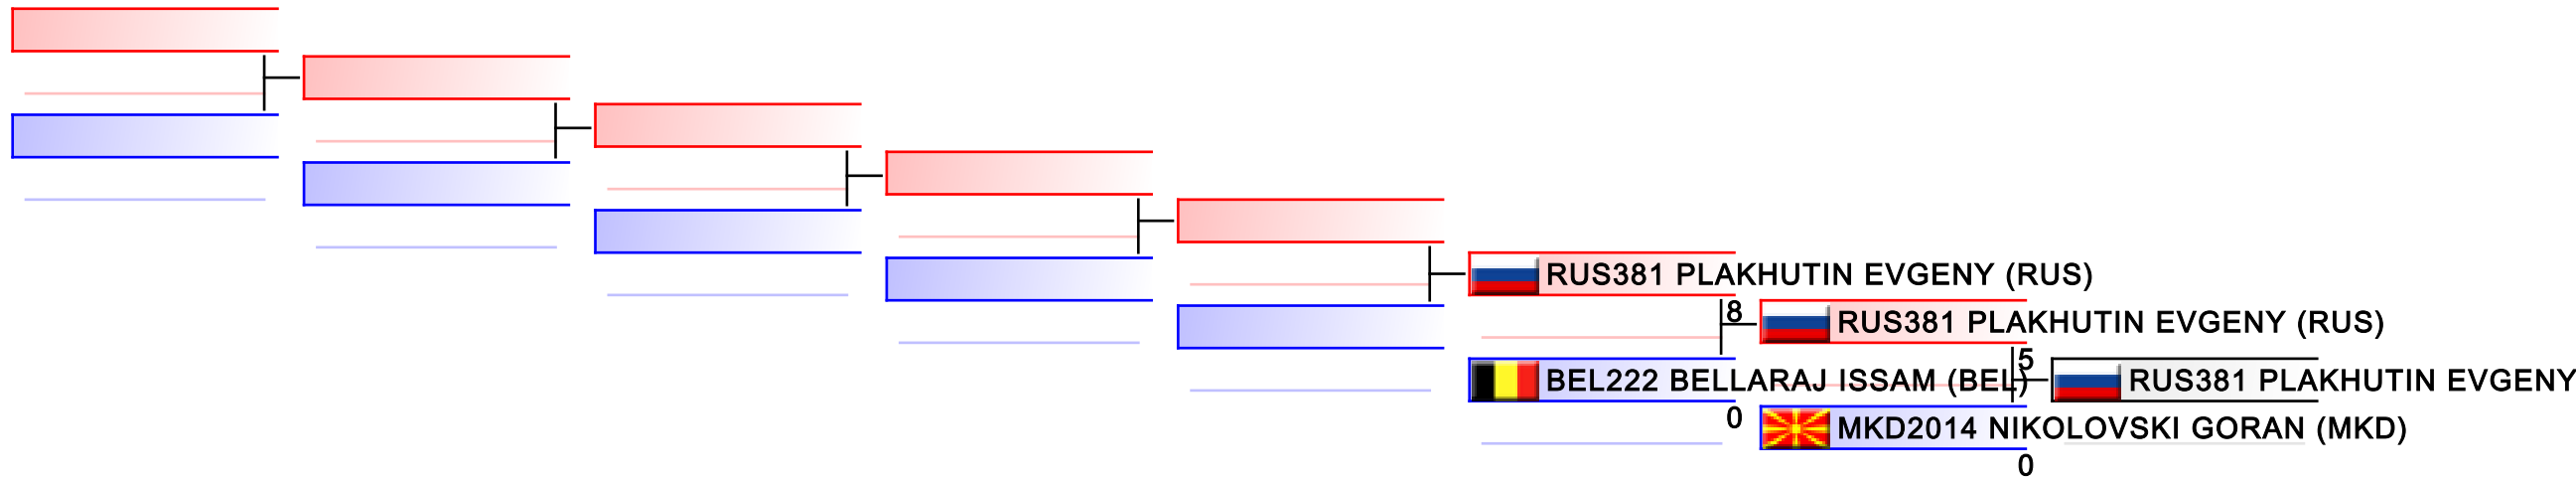 RUS381 PLAKHUTIN EVGENY (RUS)
8
RUS381 PLAKHUTIN EVGENY (RUS)
5
BEL222 BELLARAJ ISSAM (BEL)
RUS381 PLAKHUTIN EVGENY
0
MKD2014 NIKOLOVSKI GORAN (MKD)
0